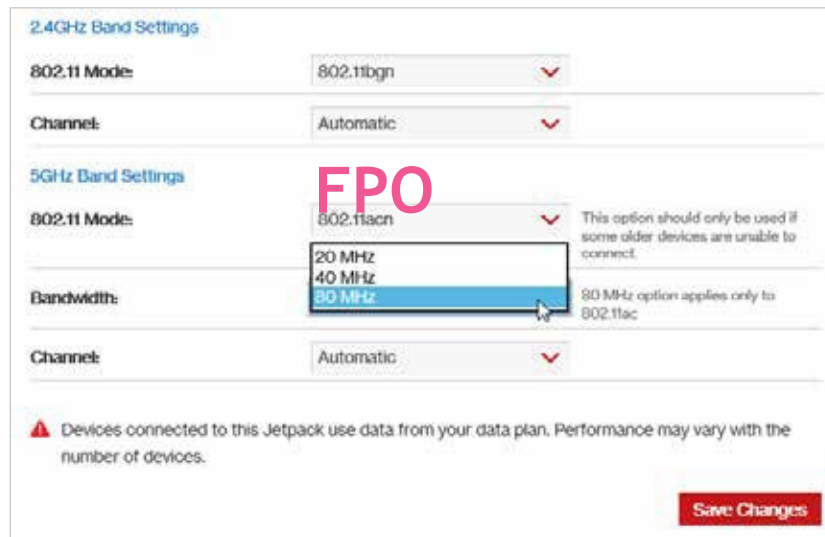 2.4GHz Band Settings
802.11 Mode: 802.11bgn
Channel: Automatic
5GHz Band Settings
FPO
802.11 Mode: 802.11acn
This option should only be used if
some older devices are unable to
connect.
20 MHz
40 MHz
80 MHz
Bandwidth:
80 MHz option applies only to
802.11ac
Channel: Automatic
Devices connected to this Jetpack use data from your data plan. Performance may vary with the
number of devices.
Save Changes